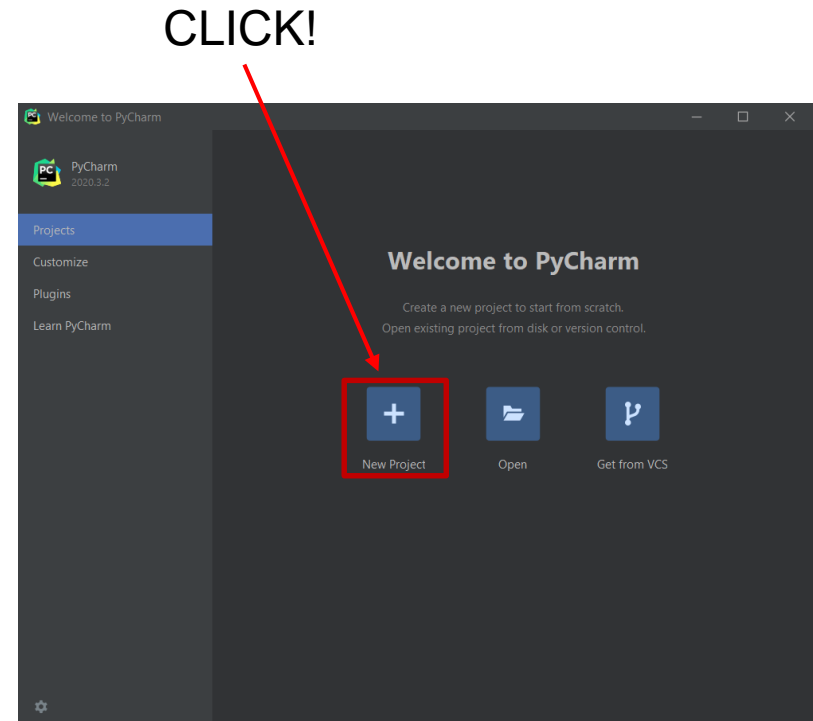 CLICK!
Welcome to PyCharm
PC
PyCharm
2020.3.2
Projects
Customize
Plugins
Learn PyCharm
Welcome to PyCharm
Create a new project to start from scratch.
Open existing project from disk or version control.
New Project
Open
Get from VCS